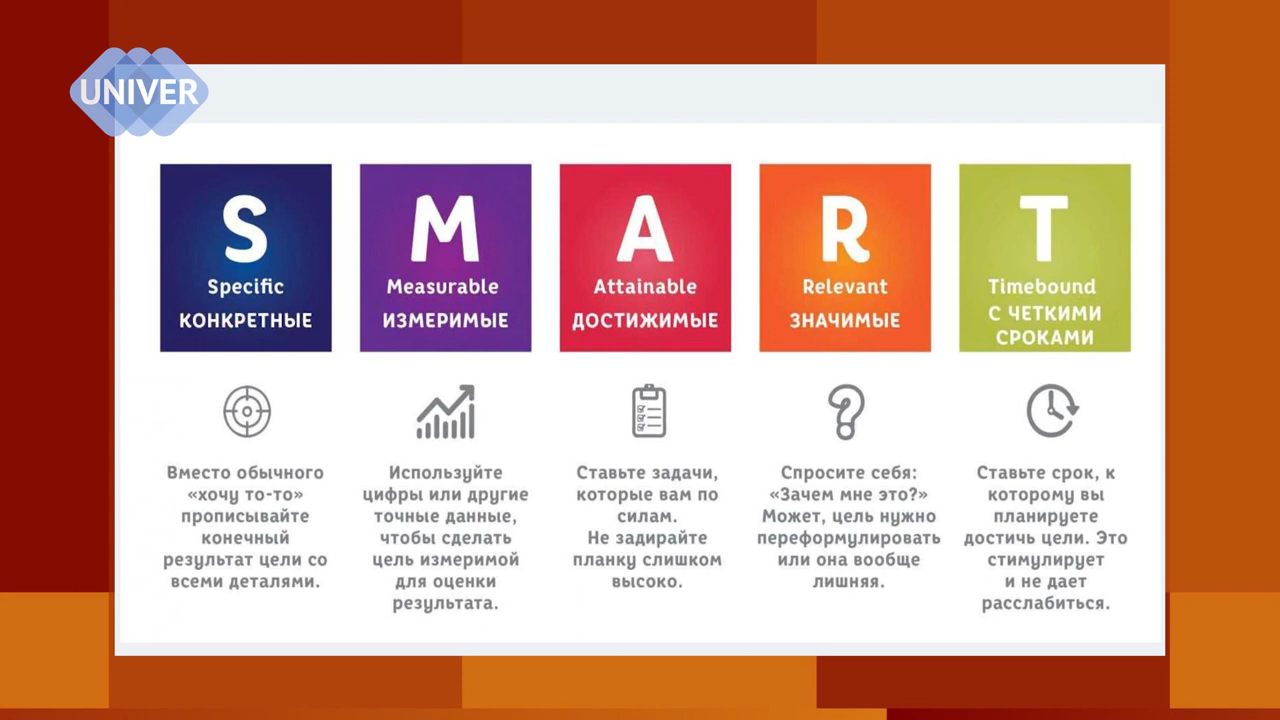 UNIVER
S
Specific
КОНКРЕТНЫЕ
Вместо обычного
«хочу то-то»
прописывайте
конечный
результат цели со
всеми деталями.
M
Measurable
ИЗМЕРИМЫЕ
Используйте
цифры или другие
точные данные,
чтобы сделать
цель измеримой
для оценки
результата.
A
Attainable
ДОСТИЖИМЫЕ
Ставьте задачи,
которые вам по
силам.
Не задирайте
планку слишком
высоко.
R
Relevant
ЗНАЧИМЫЕ
Спросите себя:
«Зачем мне это?»
Может, цель нужно
переформулировать
или она вообще
лишняя.
T
Timebound
С ЧЕТКИМИ
СРОКАМИ
Ставьте срок, к
которому вы
планируете
достичь цели. Это
стимулирует
и не дает
расслабиться.